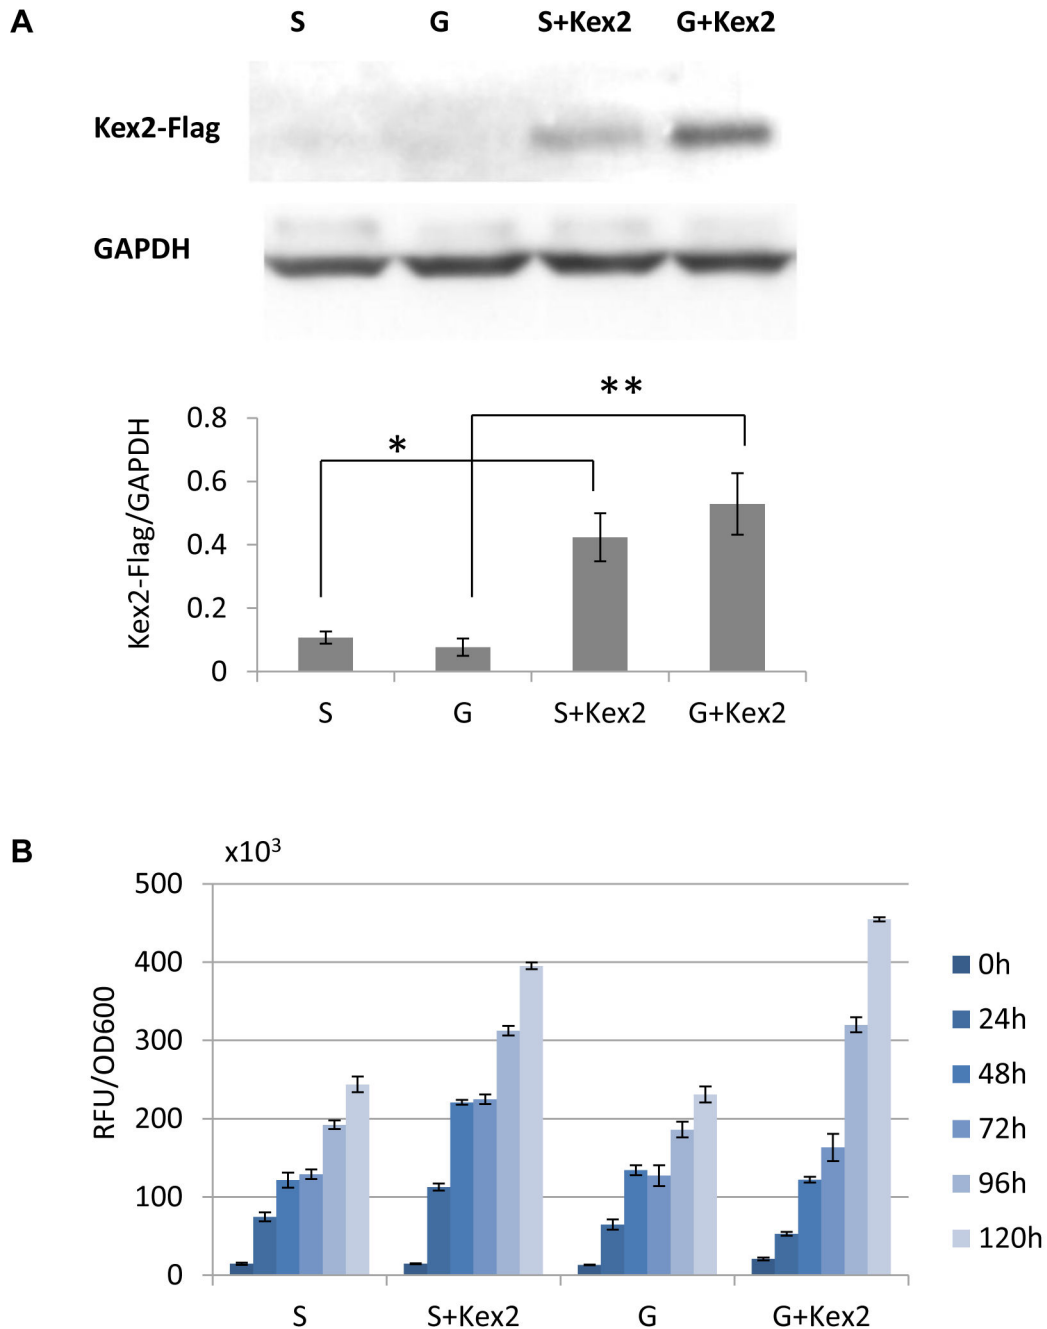 A
S G S+Kex2 G+Kex2
Kex2-Flag
GAPDH
**
*
Kex2-Flag/GAPDH
0.8
0.6
0.4
0.2
0
S G S+Kex2 G+Kex2
B
x10³
RFU/OD600
500
400
300
200
100
0
S S+Kex2 G G+Kex2
0h
24h
48h
72h
96h
120h